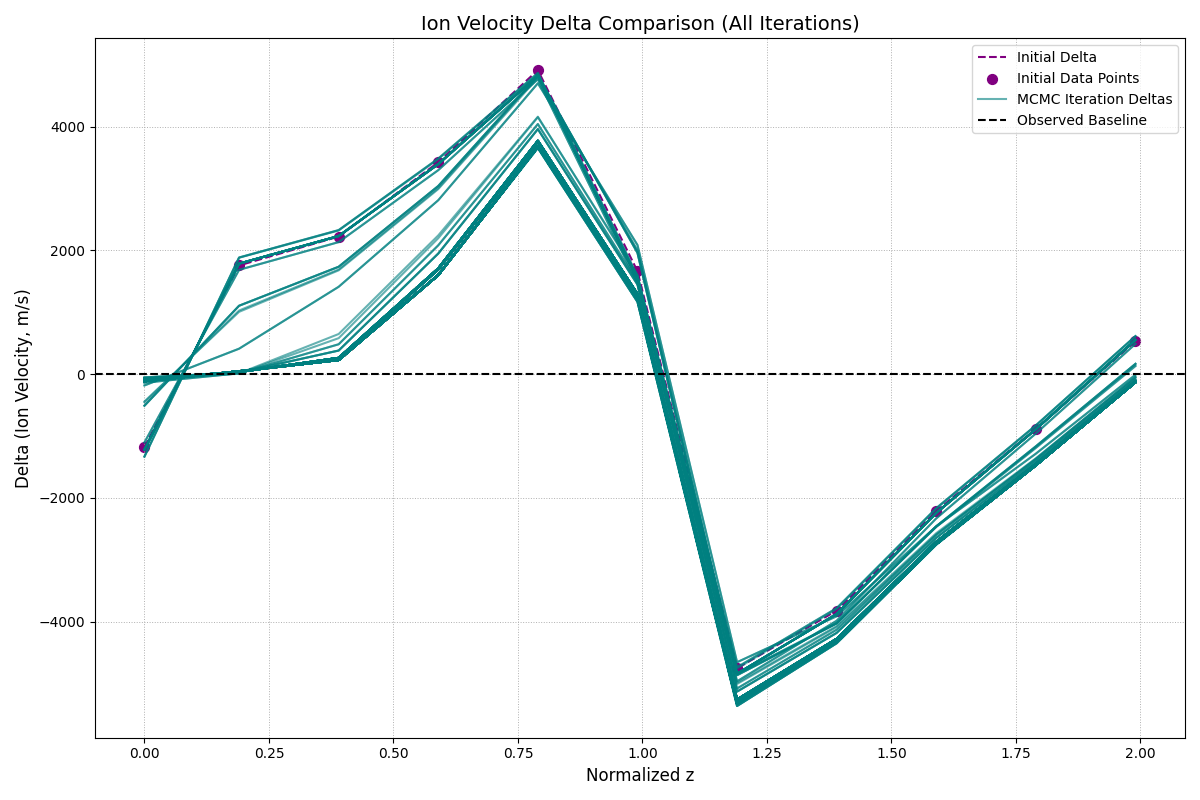 Ion Velocity Delta Comparison (All Iterations)
Initial Delta
Initial Data Points
MCMC Iteration Deltas
Observed Baseline
Delta (Ion Velocity, m/s)
4000
2000
0
−2000
−4000
0.00 0.25 0.50 0.75 1.00 1.25 1.50 1.75 2.00
Normalized z